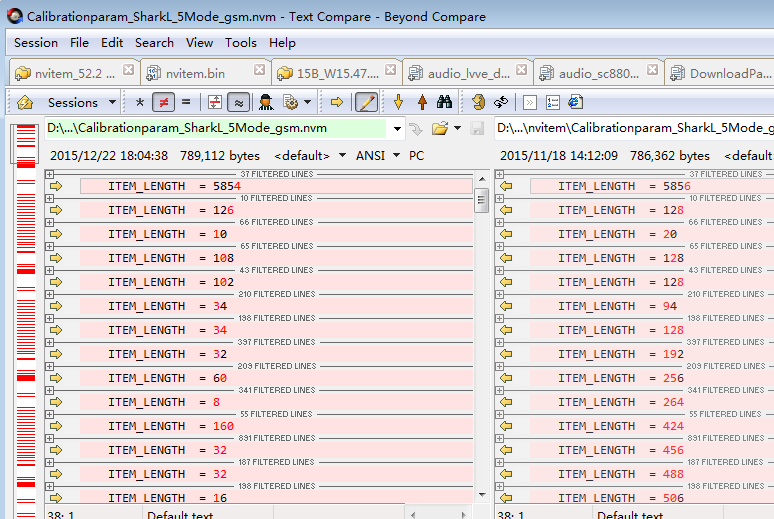 Calibrationparam_SharkL_5Mode_gsm.nvm - Text Compare - Beyond Compare
Session File Edit Search View Tools Help
nvitem_52.2 ... nvitem.bin 15B_W15.47.... audio_lvve_d... audio_sc880... DownloadPa...
Sessions
D:\...\Calibrationparam_SharkL_5Mode_gsm.nvm D:\...\nvitem\Calibrationparam_SharkL_5Mode_g
2015/12/22 18:04:38 789,112 bytes <default> ANSI PC 2015/11/18 14:12:09 786,362 bytes <default
37 FILTERED LINES 37 FILTERED LINES
ITEM_LENGTH = 5854 ITEM_LENGTH = 5856
10 FILTERED LINES 10 FILTERED LINES
ITEM_LENGTH = 126 ITEM_LENGTH = 128
66 FILTERED LINES 66 FILTERED LINES
ITEM_LENGTH = 10 ITEM_LENGTH = 20
65 FILTERED LINES 65 FILTERED LINES
ITEM_LENGTH = 108 ITEM_LENGTH = 128
43 FILTERED LINES 43 FILTERED LINES
ITEM_LENGTH = 102 ITEM_LENGTH = 128
210 FILTERED LINES 210 FILTERED LINES
ITEM_LENGTH = 34 ITEM_LENGTH = 94
198 FILTERED LINES 198 FILTERED LINES
ITEM_LENGTH = 34 ITEM_LENGTH = 128
397 FILTERED LINES 397 FILTERED LINES
ITEM_LENGTH = 32 ITEM_LENGTH = 192
209 FILTERED LINES 209 FILTERED LINES
ITEM_LENGTH = 60 ITEM_LENGTH = 256
341 FILTERED LINES 341 FILTERED LINES
ITEM_LENGTH = 8 ITEM_LENGTH = 264
55 FILTERED LINES 55 FILTERED LINES
ITEM_LENGTH = 160 ITEM_LENGTH = 424
891 FILTERED LINES 891 FILTERED LINES
ITEM_LENGTH = 32 ITEM_LENGTH = 456
187 FILTERED LINES 187 FILTERED LINES
ITEM_LENGTH = 32 ITEM_LENGTH = 488
198 FILTERED LINES 198 FILTERED LINES
ITEM_LENGTH = 16 ITEM_LENGTH = 506
38: 1 Default text 38: 1 Default text